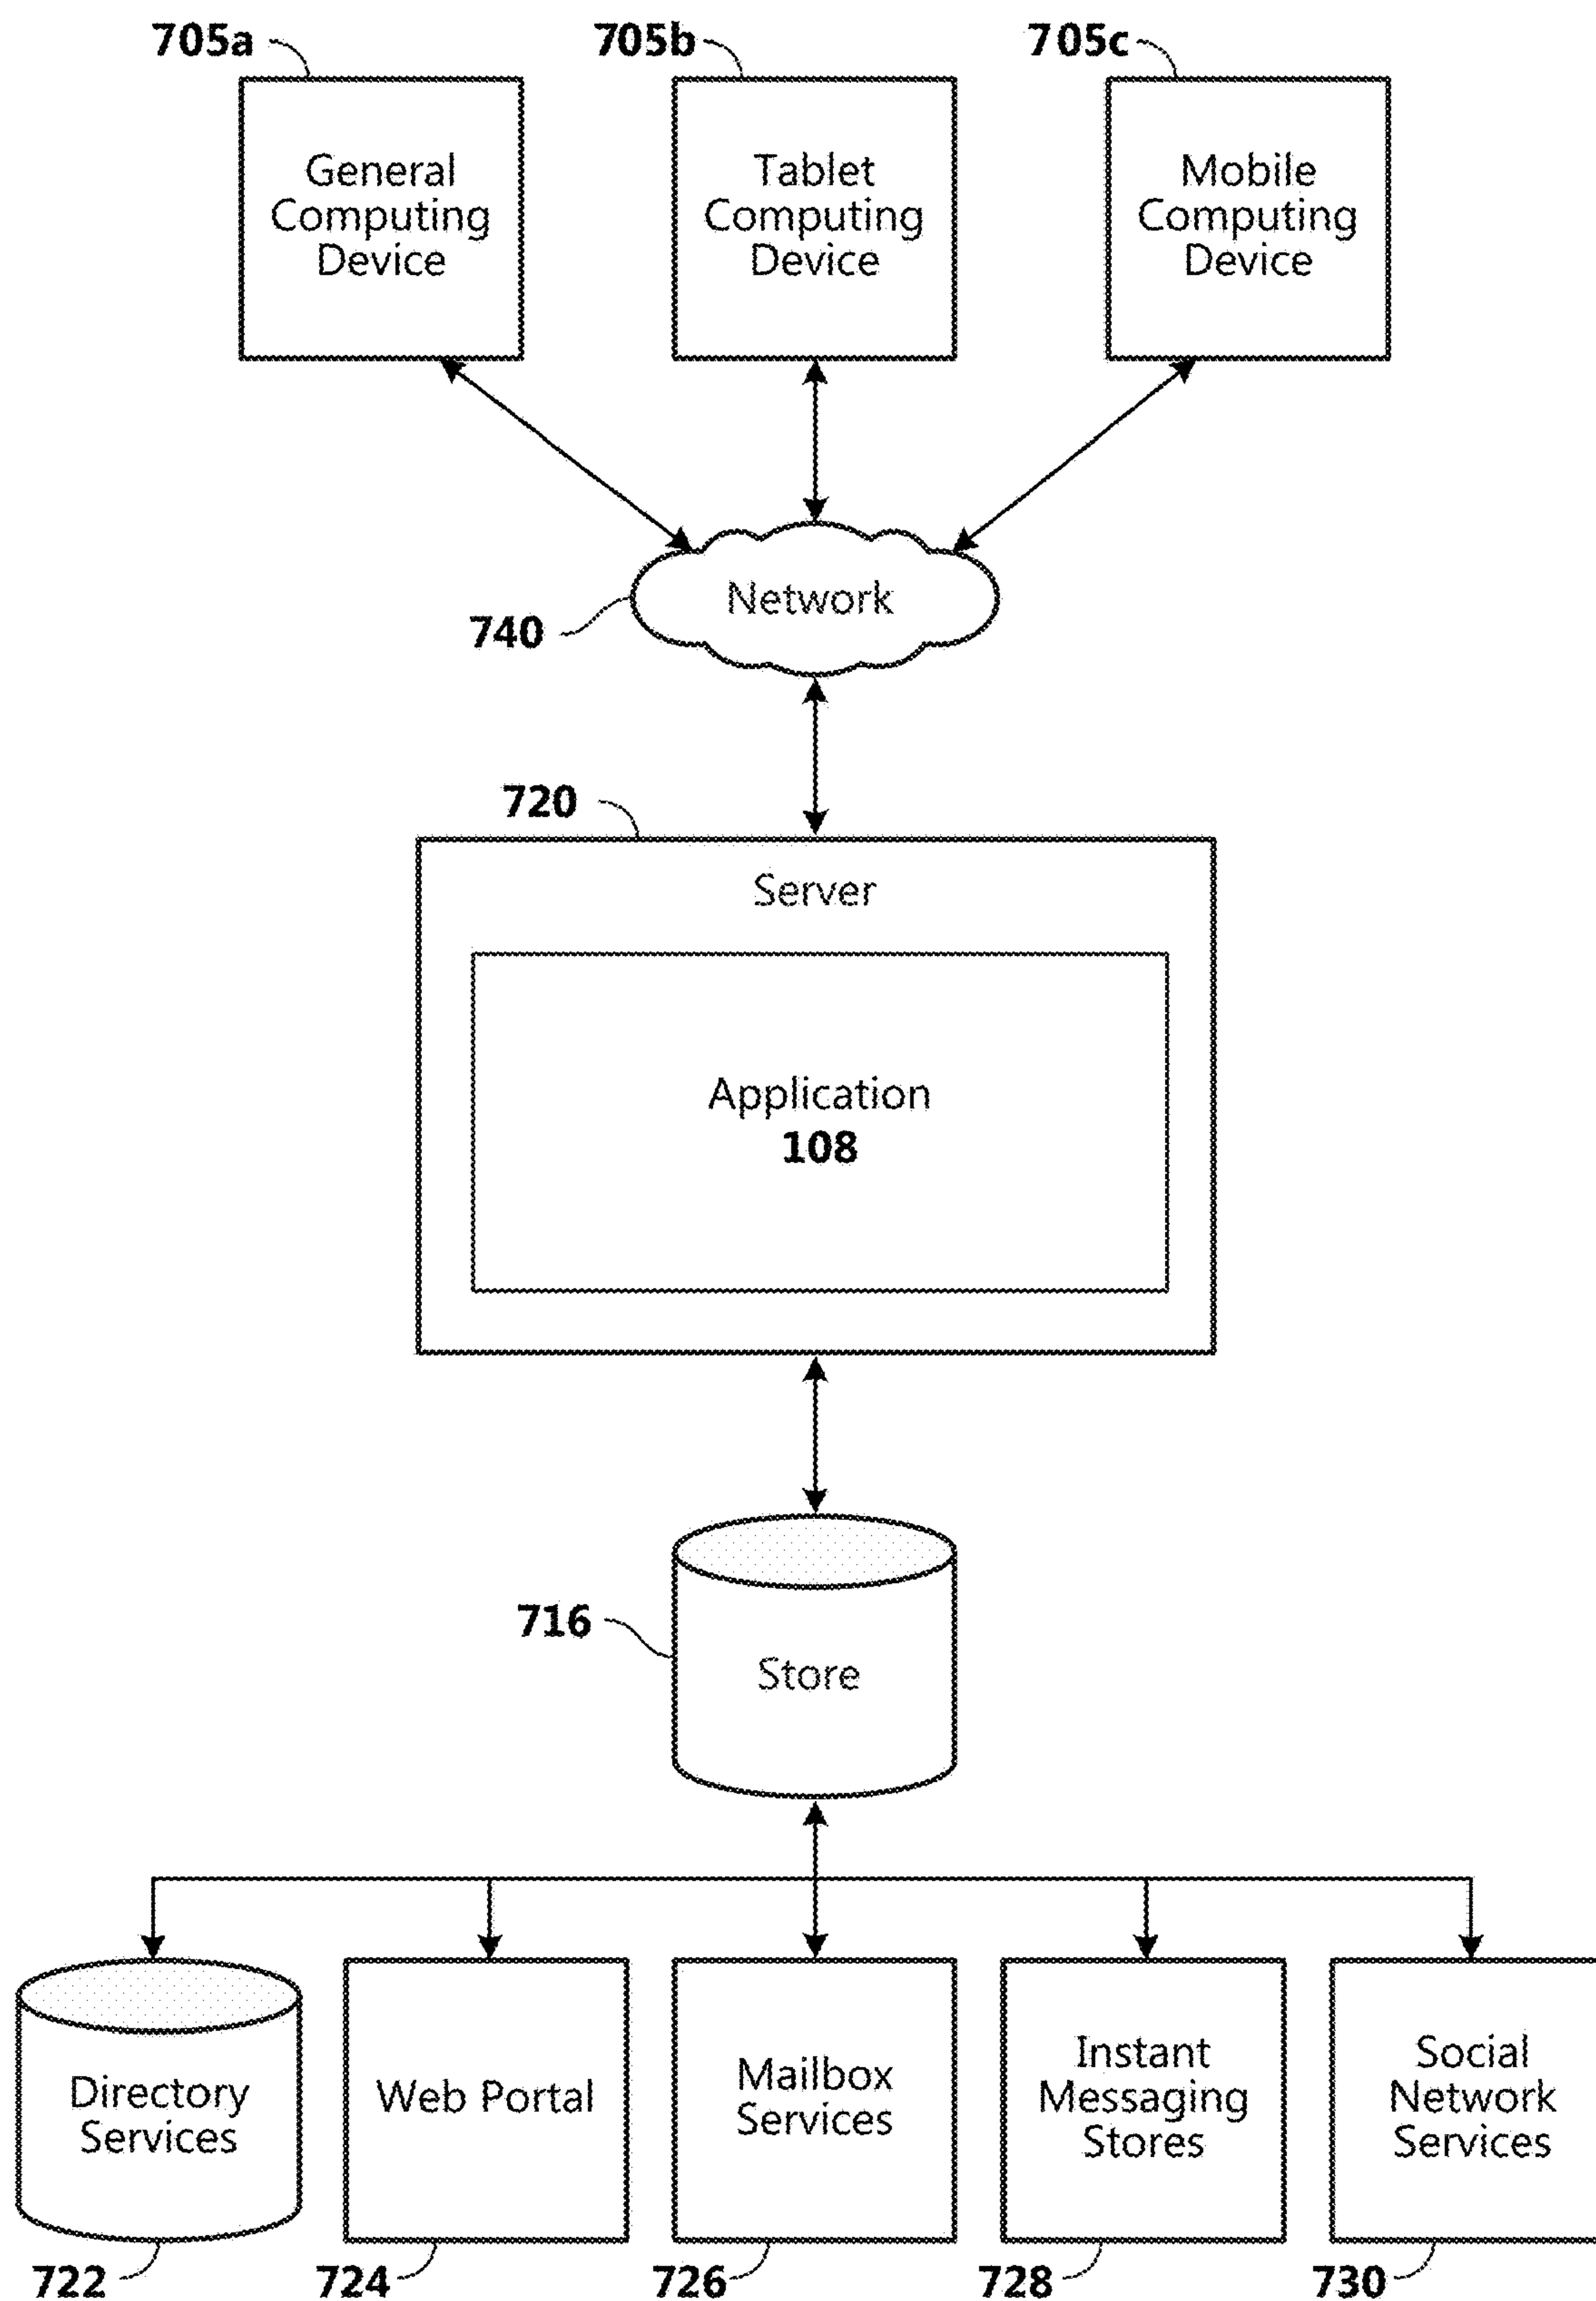 705a
705b
705c
General
Computing
Device
Tablet
Computing
Device
Mobile
Computing
Device
Network
740
720
Server
Application
108
716
Store
Directory
Services
Web Portal
Mailbox
Services
Instant
Messaging
Stores
Social
Network
Services
722
724
726
728
730